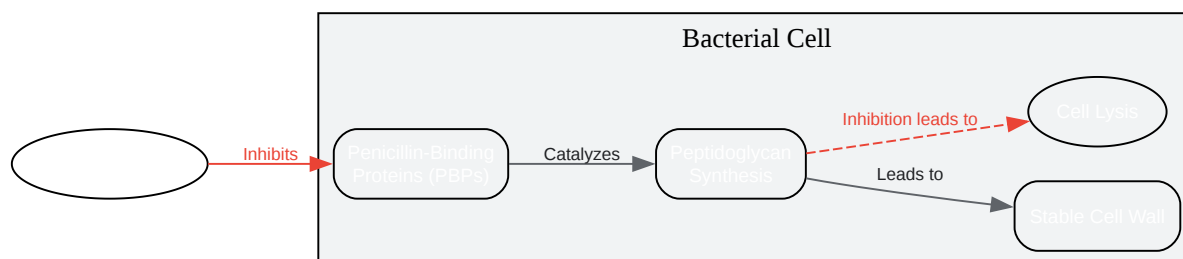 Bacterial Cell
Inhibits
Penicillin-Binding
Proteins (PBPs)
Catalyzes
Peptidoglycan
Synthesis
Inhibition leads to
Cell Lysis
Leads to
Stable Cell Wall